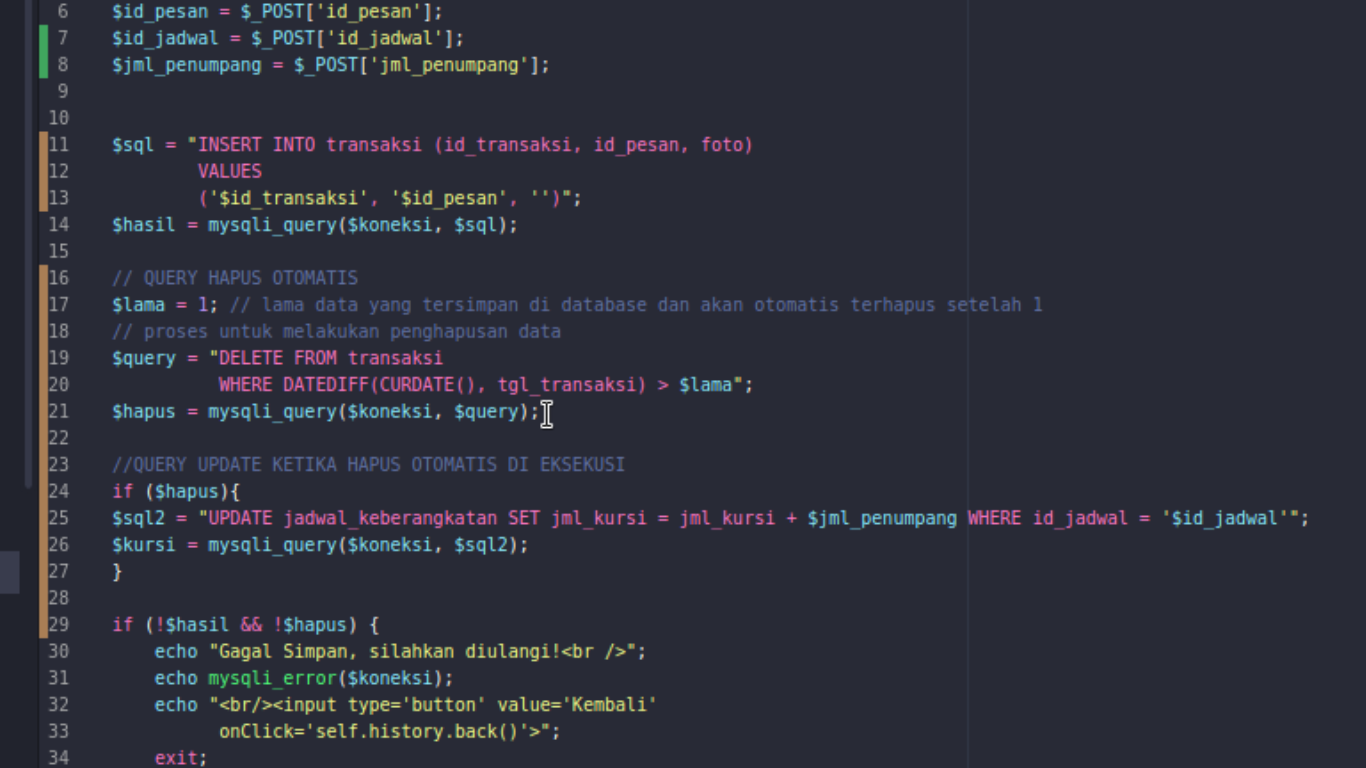 6 $id_pesan = $_POST['id_pesan'];
7 $id_jadwal = $_POST['id_jadwal'];
8 $jml_penumpang = $_POST['jml_penumpang'];
9
10
11 $sql = "INSERT INTO transaksi (id_transaksi, id_pesan, foto)
12 VALUES
13 ('$id_transaksi', '$id_pesan', '')";
14 $hasil = mysqli_query($koneksi, $sql);
15
16 // QUERY HAPUS OTOMATIS
17 $lama = 1; // lama data yang tersimpan di database dan akan otomatis terhapus setelah 1
18 // proses untuk melakukan penghapusan data
19 $query = "DELETE FROM transaksi
20 WHERE DATEDIFF(CURDATE(), tgl_transaksi) > $lama";
21 $hapus = mysqli_query($koneksi, $query);
22
23 //QUERY UPDATE KETIKA HAPUS OTOMATIS DI EKSEKUSI
24 if ($hapus){
25 $sql2 = "UPDATE jadwal_keberangkatan SET jml_kursi = jml_kursi + $jml_penumpang WHERE id_jadwal = '$id_jadwal'";
26 $kursi = mysqli_query($koneksi, $sql2);
27 }
28
29 if (!$hasil && !$hapus) {
30 echo "Gagal Simpan, silahkan diulangi!<br />";
31 echo mysqli_error($koneksi);
32 echo "<br/><input type='button' value='Kembali'
33 onClick='self.history.back()'>";
34 exit;